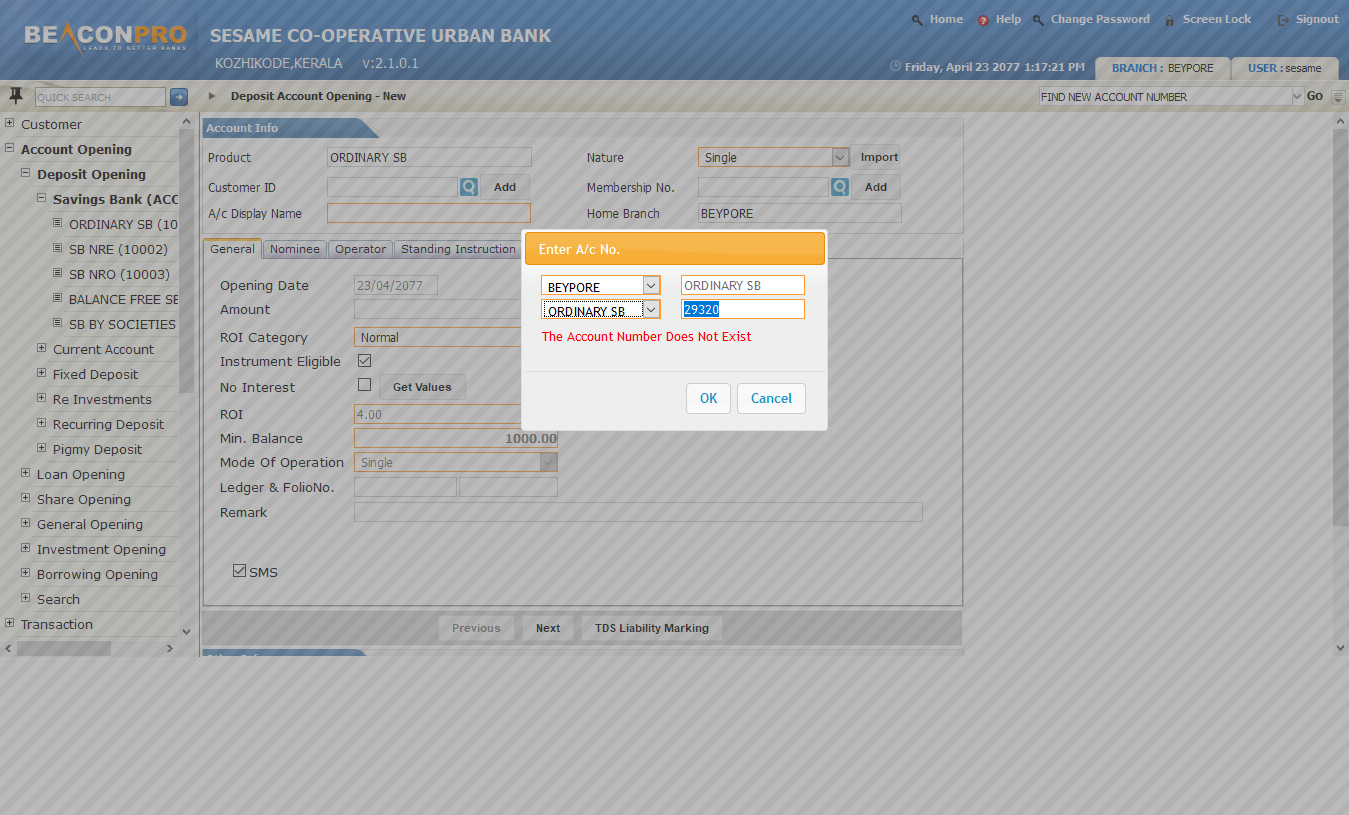 BEACONPRO
LEADS TO BETTER BANKS
SESAME CO-OPERATIVE URBAN BANK
KOZHIKODE,KERALA v:2.1.0.1
Home Help Change Password Screen Lock Signout
Friday, April 23 2077 1:17:21 PM BRANCH : BEYPORE USER : sesame
QUICK SEARCH Deposit Account Opening - New FIND NEW ACCOUNT NUMBER Go
Customer
Account Opening
Deposit Opening
Savings Bank (ACC
ORDINARY SB (10
SB NRE (10002)
SB NRO (10003)
BALANCE FREE SE
SB BY SOCIETIES
Current Account
Fixed Deposit
Re Investments
Recurring Deposit
Pigmy Deposit
Loan Opening
Share Opening
General Opening
Investment Opening
Borrowing Opening
Search
Transaction
Account Info
Product ORDINARY SB Nature Single Import
Customer ID Add Membership No. Add
A/c Display Name Home Branch BEYPORE
General Nominee Operator Standing Instruction
Opening Date 23/04/2077
Amount
ROI Category Normal
Instrument Eligible
No Interest Get Values
ROI 4.00
Min. Balance 1000.00
Mode Of Operation Single
Ledger & FolioNo.
Remark
SMS
Previous Next TDS Liability Marking
Enter A/c No.
BEYPORE ORDINARY SB
ORDINARY SB 29320
The Account Number Does Not Exist
OK Cancel